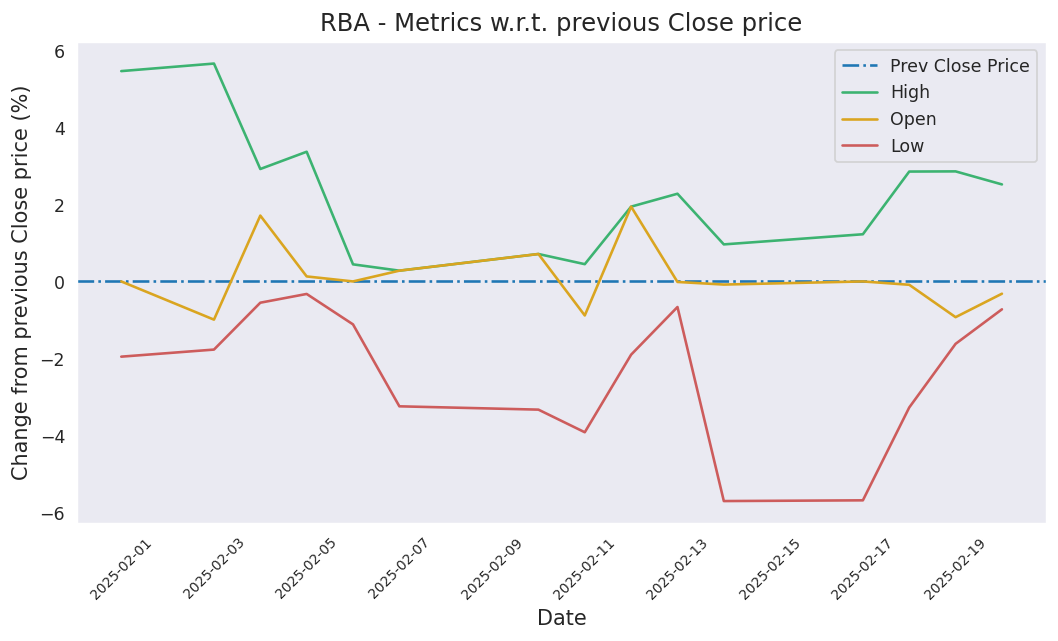 RBA - Metrics w.r.t. previous Close price
Change from previous Close price (%)
6
4
2
0
−2
−4
−6
Prev Close Price
High
Open
Low
2025-02-01
2025-02-03
2025-02-05
2025-02-07
2025-02-09
2025-02-11
2025-02-13
2025-02-15
2025-02-17
2025-02-19
Date